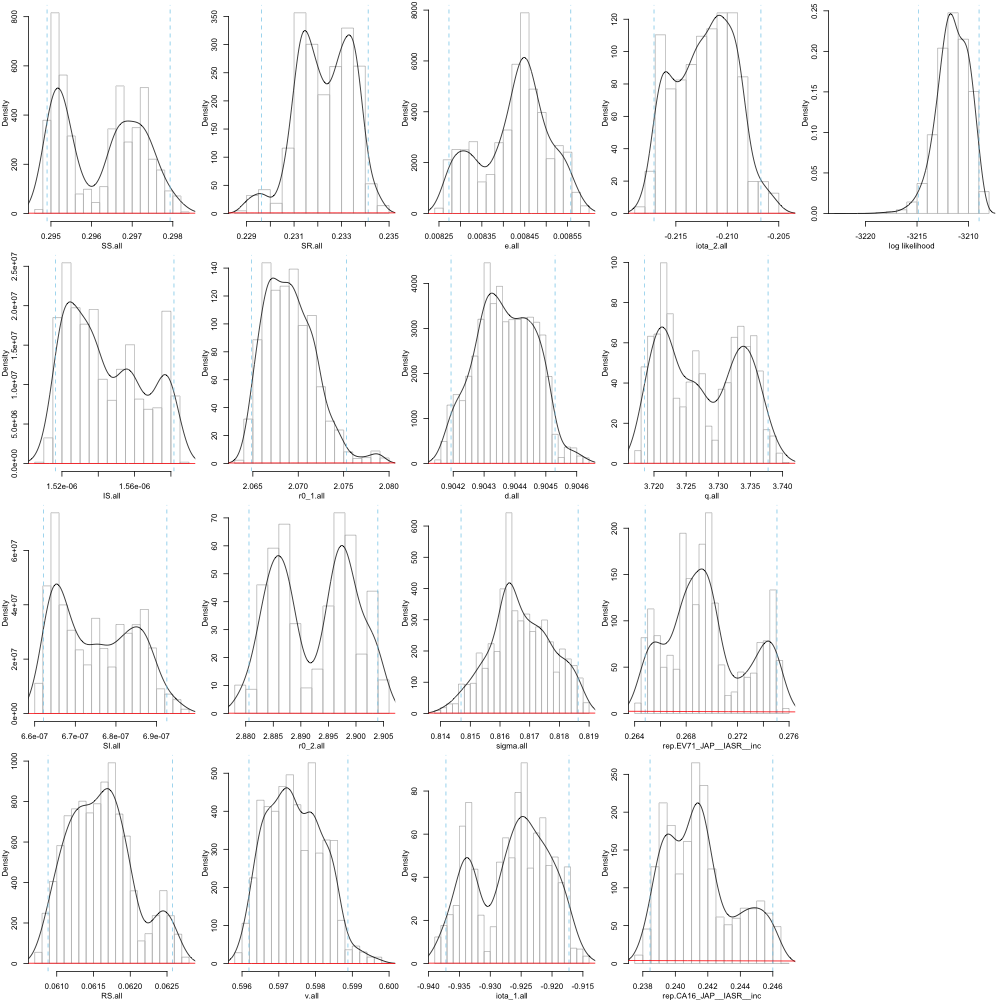 Density
0 200 400 600 800
0.295 0.296 0.297 0.298
SS.all
Density
0 50 100 150 200 250 300 350
0.229 0.231 0.233 0.235
SR.all
Density
0 2000 4000 6000 8000
0.00825 0.00835 0.00845 0.00855
e.all
Density
0 20 40 60 80 100 120
-0.215 -0.210 -0.205
iota_2.all
Density
0.00 0.05 0.10 0.15 0.20 0.25
-3220 -3215 -3210
log likelihood
Density
0.0e+00 5.0e+06 1.0e+07 1.5e+07 2.0e+07 2.5e+07
1.52e-06 1.56e-06
IS.all
Density
0 20 40 60 80 100 120 140
2.065 2.070 2.075 2.080
r0_1.all
Density
0 1000 2000 3000 4000
0.9042 0.9043 0.9044 0.9045 0.9046
d.all
Density
0 20 40 60 80 100
3.720 3.725 3.730 3.735 3.740
q.all
Density
0e+00 2e+07 4e+07 6e+07
6.6e-07 6.7e-07 6.8e-07 6.9e-07
SI.all
Density
0 10 20 30 40 50 60 70
2.880 2.885 2.890 2.895 2.900 2.905
r0_2.all
Density
0 100 200 300 400 500 600
0.814 0.815 0.816 0.817 0.818 0.819
sigma.all
Density
0 50 100 150 200
0.264 0.268 0.272 0.276
rep.EV71_JAP__IASR__inc
Density
0 200 400 600 800 1000
0.0610 0.0615 0.0620 0.0625
RS.all
Density
0 100 200 300 400 500
0.596 0.597 0.598 0.599 0.600
v.all
Density
0 20 40 60 80
-0.940 -0.935 -0.930 -0.925 -0.920 -0.915
iota_1.all
Density
0 50 100 150 200 250
0.240 0.242 0.244 0.246
rep.CA16_JAP__IASR__inc